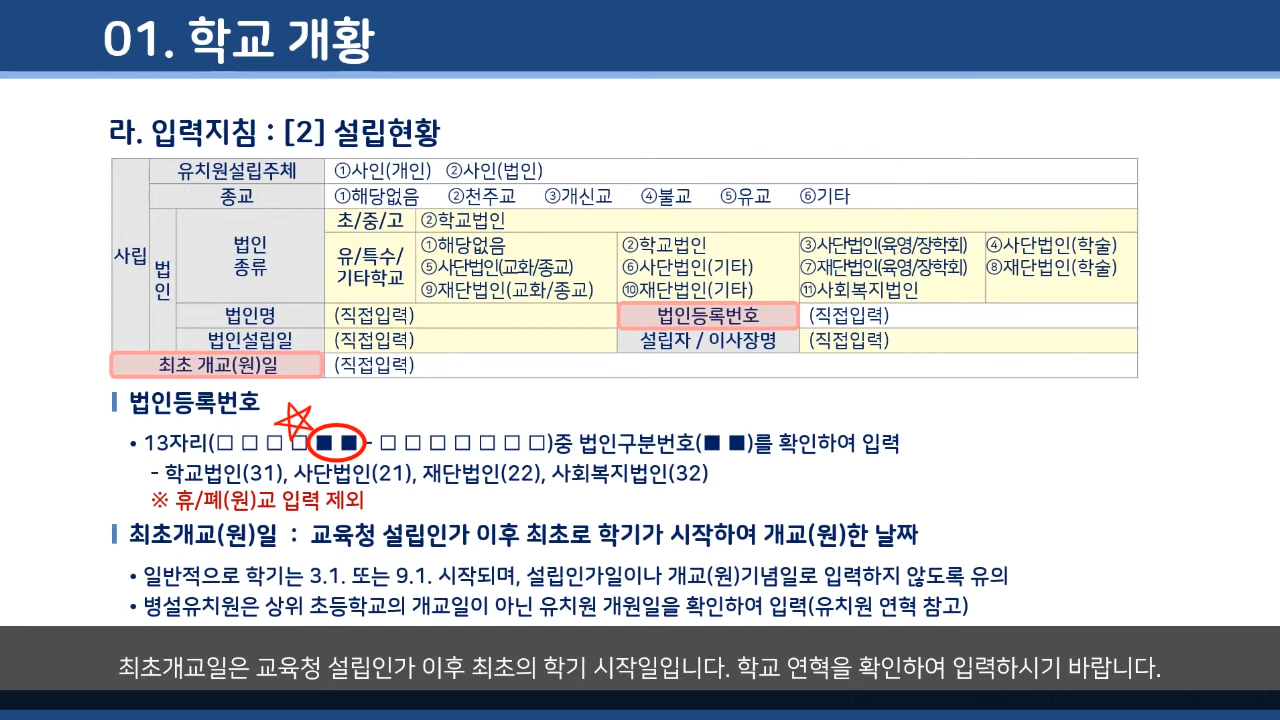 01. 학교 개황
라. 입력지침 : [2] 설립현황
유치원설립주체 ①사인(개인) ②사인(법인)
종교 ①해당없음 ②천주교 ③개신교 ④불교 ⑤유교 ⑥기타
사립
법인
법인
종류
초/중/고 ②학교법인
유/특수/
기타학교
①해당없음 ②학교법인 ③사단법인(육영/장학회) ④사단법인(학술)
⑤사단법인(교화/종교) ⑥사단법인(기타) ⑦재단법인(육영/장학회) ⑧재단법인(학술)
⑨재단법인(교화/종교) ⑩재단법인(기타) ⑪사회복지법인
법인명 (직접입력) 법인등록번호 (직접입력)
법인설립일 (직접입력) 설립자 / 이사장명 (직접입력)
최초 개교(원)일 (직접입력)
법인등록번호
• 13자리(□ □ □ □ ■ ■ - □ □ □ □ □ □ □)중 법인구분번호(■ ■)를 확인하여 입력
- 학교법인(31), 사단법인(21), 재단법인(22), 사회복지법인(32)
※ 휴/폐(원)교 입력 제외
최초개교(원)일 : 교육청 설립인가 이후 최초로 학기가 시작하여 개교(원)한 날짜
• 일반적으로 학기는 3.1. 또는 9.1. 시작되며, 설립인가일이나 개교(원)기념일로 입력하지 않도록 유의
• 병설유치원은 상위 초등학교의 개교일이 아닌 유치원 개원일을 확인하여 입력(유치원 연혁 참고)
최초개교일은 교육청 설립인가 이후 최초의 학기 시작일입니다. 학교 연혁을 확인하여 입력하시기 바랍니다.